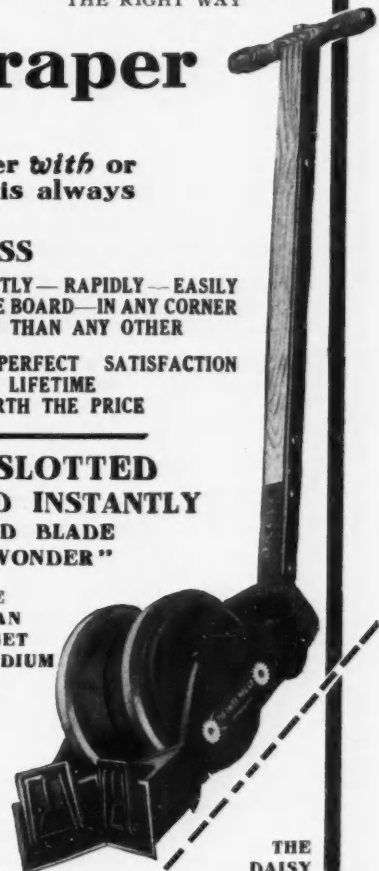 THE RIGHT WAY
raper
er with or
is always
SS
TLY — RAPIDLY — EASILY
E BOARD — IN ANY CORNER
THAN ANY OTHER
PERFECT SATISFACTION
LIFETIME
RTH THE PRICE
SLOTTED
D INSTANTLY
D BLADE
WONDER"
E
AN
GET
DIUM
THE
DAISY